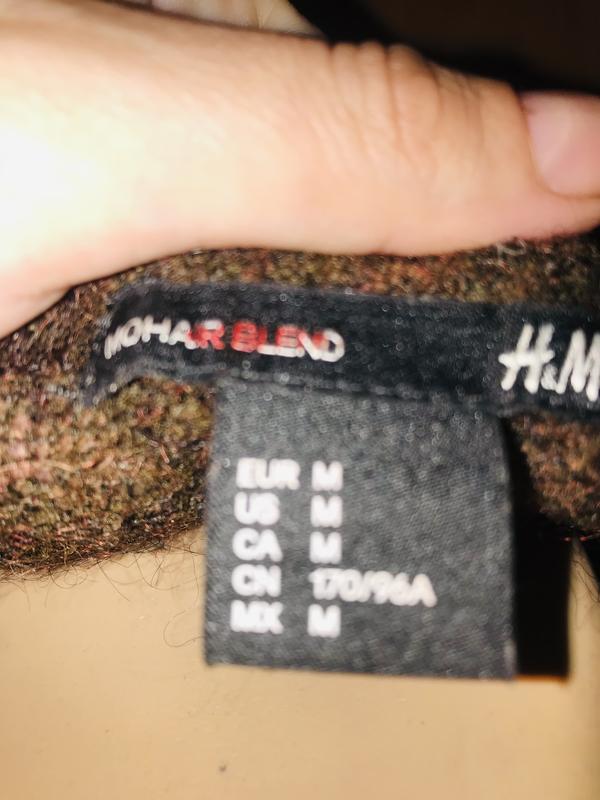 MOHAIR BLEND
H&M
EUR M
US M
CA M
CN 170/96A
MX M